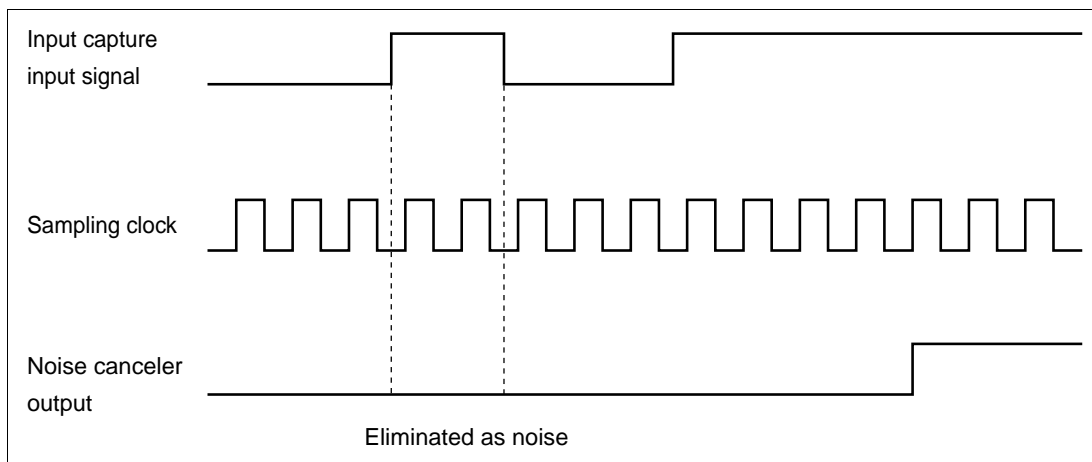 Input capture
input signal
Sampling clock
Noise canceler
output
Eliminated as noise